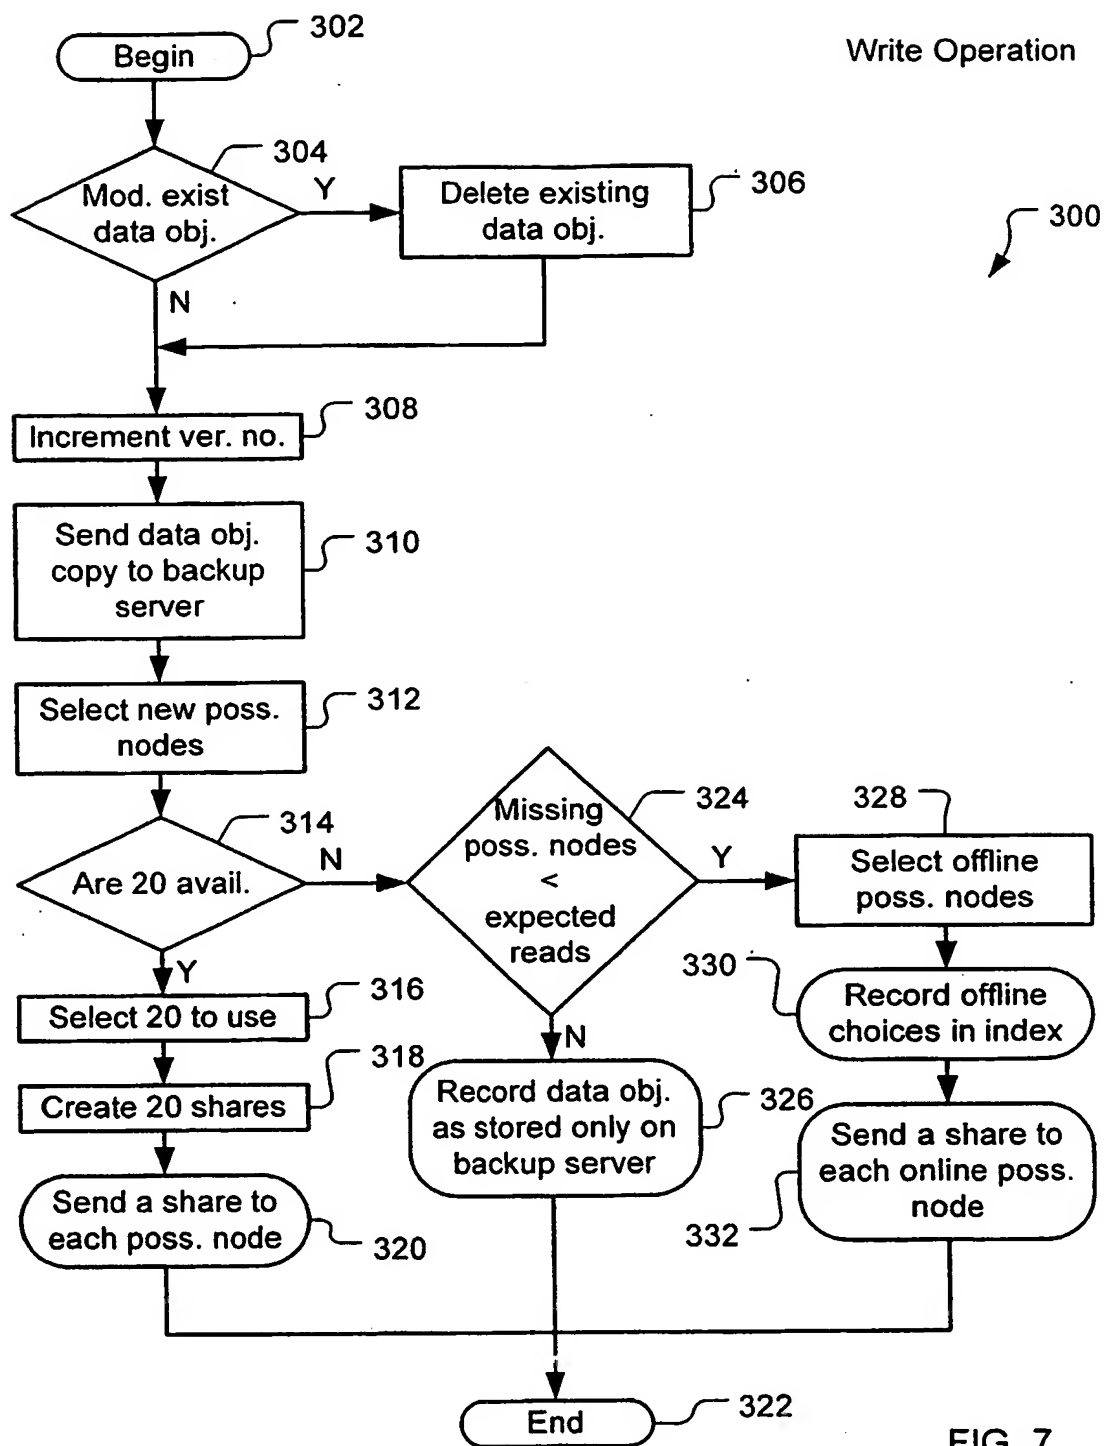 302
Begin
Write Operation
304
Mod. exist
data obj.
Y
Delete existing
data obj.
306
300
N
308
Increment ver. no.
Send data obj.
copy to backup
server
310
Select new poss.
nodes
312
314
Are 20 avail.
N
Missing
poss. nodes
<
expected
reads
324
Y
328
Select offline
poss. nodes
Y
Select 20 to use
316
318
Create 20 shares
Send a share to
each poss. node
320
N
Record data obj.
as stored only on
backup server
326
330
Record offline
choices in index
Send a share to
each online poss.
node
332
End
322
FIG. 7